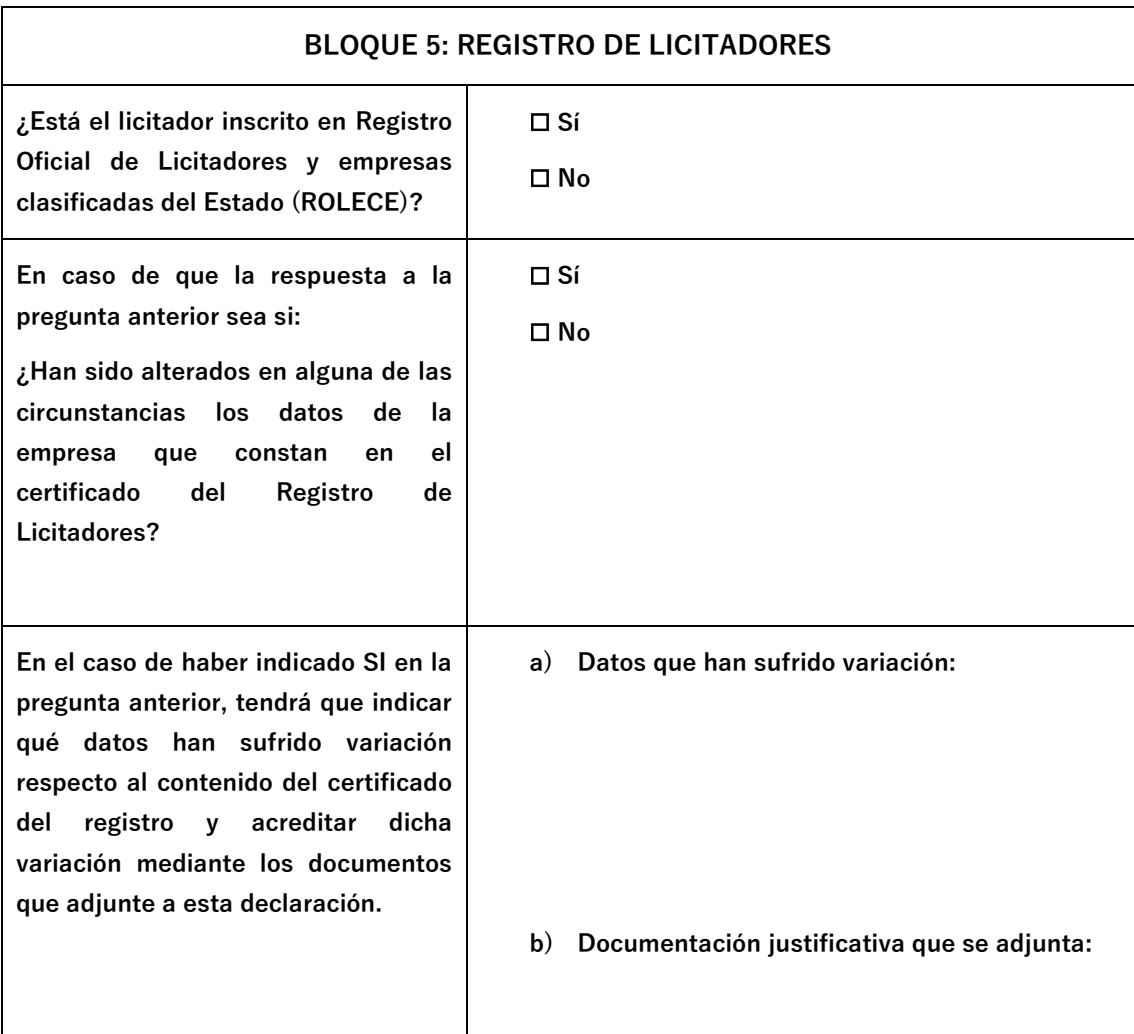 BLOQUE 5: REGISTRO DE LICITADORES
¿Está el licitador inscrito en Registro
Oficial de Licitadores y empresas
clasificadas del Estado (ROLECE)?
☐ Sí
☐ No
En caso de que la respuesta a la
pregunta anterior sea si:
¿Han sido alterados en alguna de las
circunstancias los datos de la
empresa que constan en el
certificado del Registro de
Licitadores?
☐ Sí
☐ No
En el caso de haber indicado SI en la
pregunta anterior, tendrá que indicar
qué datos han sufrido variación
respecto al contenido del certificado
del registro y acreditar dicha
variación mediante los documentos
que adjunte a esta declaración.
a) Datos que han sufrido variación:
b) Documentación justificativa que se adjunta: